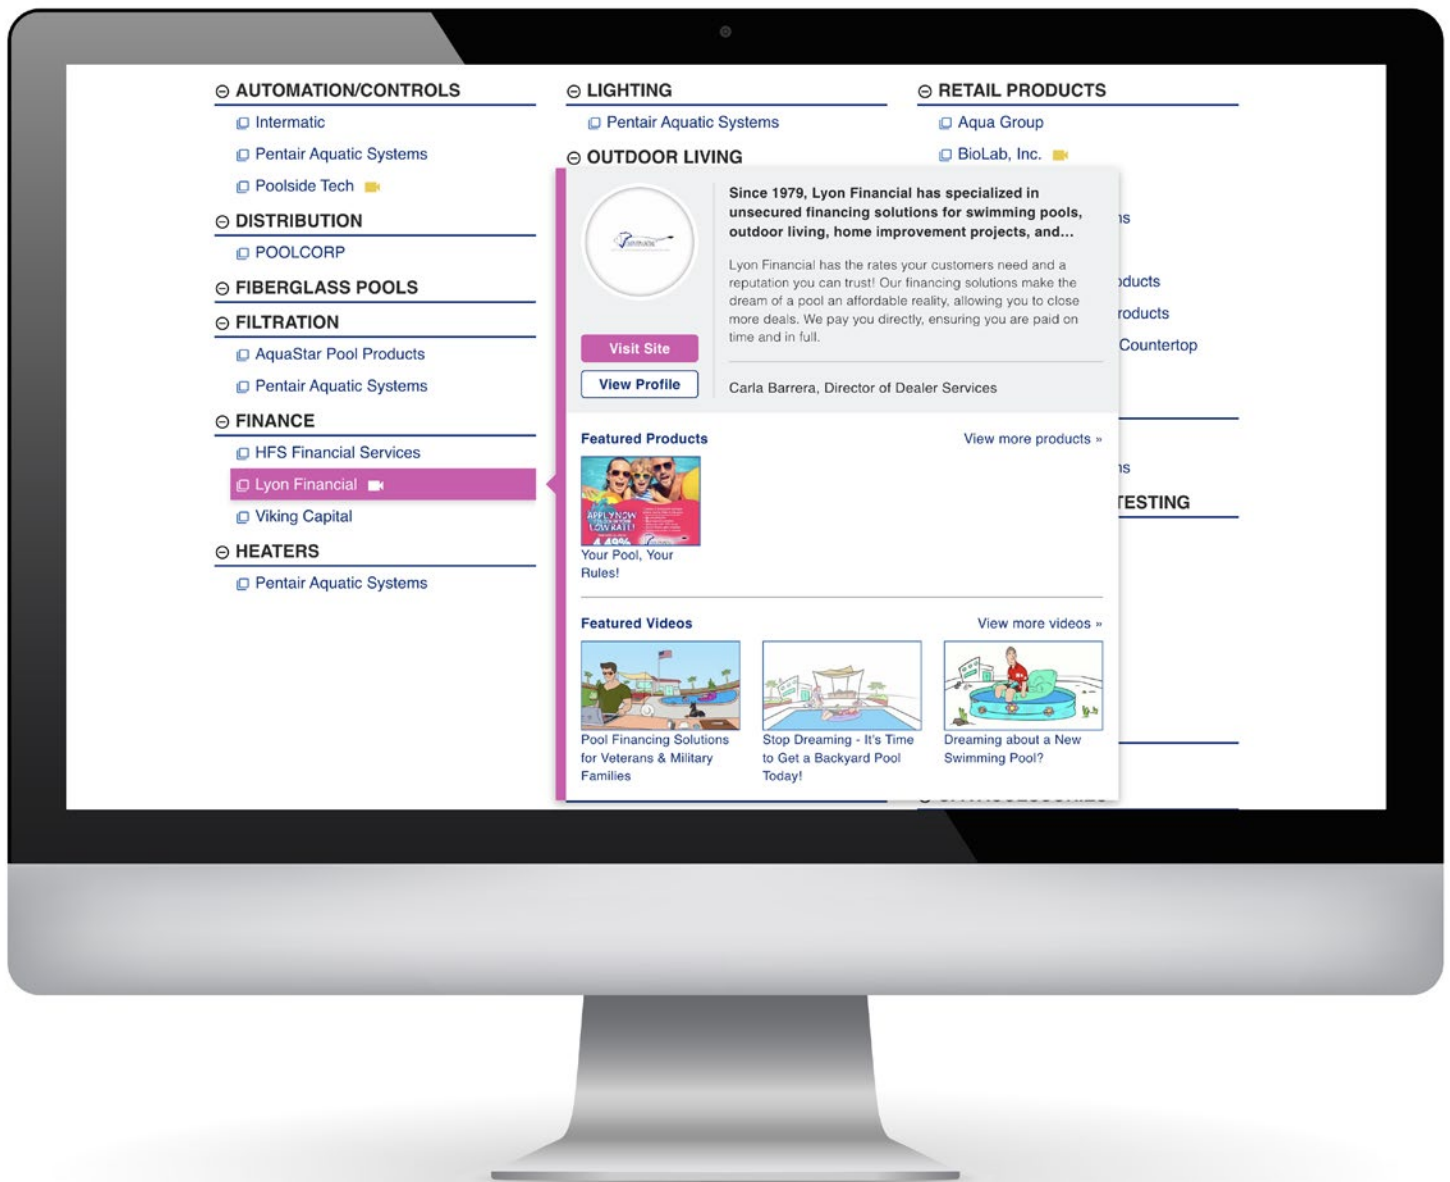 AUTOMATION/CONTROLS
Intermatic
Pentair Aquatic Systems
Poolside Tech
DISTRIBUTION
POOLCORP
FIBERGLASS POOLS
FILTRATION
AquaStar Pool Products
Pentair Aquatic Systems
FINANCE
HFS Financial Services
Lyon Financial
Viking Capital
HEATERS
Pentair Aquatic Systems
LIGHTING
Pentair Aquatic Systems
OUTDOOR LIVING
Since 1979, Lyon Financial has specialized in
unsecured financing solutions for swimming pools,
outdoor living, home improvement projects, and...
Lyon Financial has the rates your customers need and a
reputation you can trust! Our financing solutions make the
dream of a pool an affordable reality, allowing you to close
more deals. We pay you directly, ensuring you are paid on
time and in full.
Visit Site
View Profile
Carla Barrera, Director of Dealer Services
Featured Products
View more products »
APPLY NOW
LOW RATE!
4.49%
Your Pool, Your
Rules!
Featured Videos
View more videos »
Pool Financing Solutions
for Veterans & Military
Families
Stop Dreaming - It's Time
to Get a Backyard Pool
Today!
Dreaming about a New
Swimming Pool?
RETAIL PRODUCTS
Aqua Group
BioLab, Inc.
Countertop
TESTING